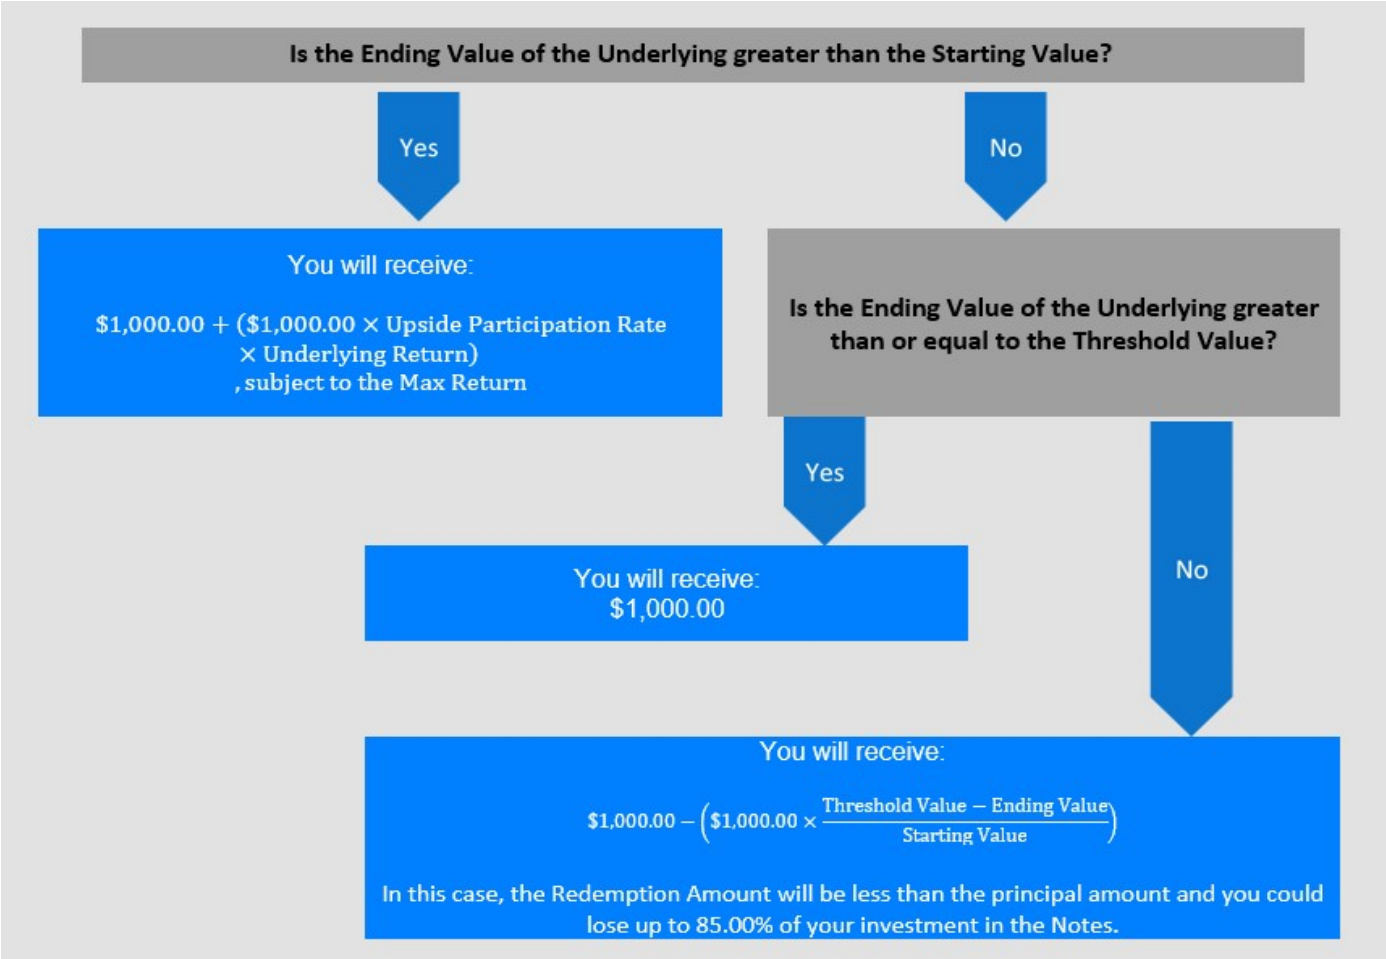 Is the Ending Value of the Underlying greater than the Starting Value?
Yes
No
You will receive:
$1,000.00 + ($1,000.00 × Upside Participation Rate
× Underlying Return)
, subject to the Max Return
Is the Ending Value of the Underlying greater
than or equal to the Threshold Value?
Yes
No
You will receive:
$1,000.00
You will receive:
$1,000.00 − ($1,000.00 × Threshold Value − Ending Value
Starting Value)
In this case, the Redemption Amount will be less than the principal amount and you could
lose up to 85.00% of your investment in the Notes.